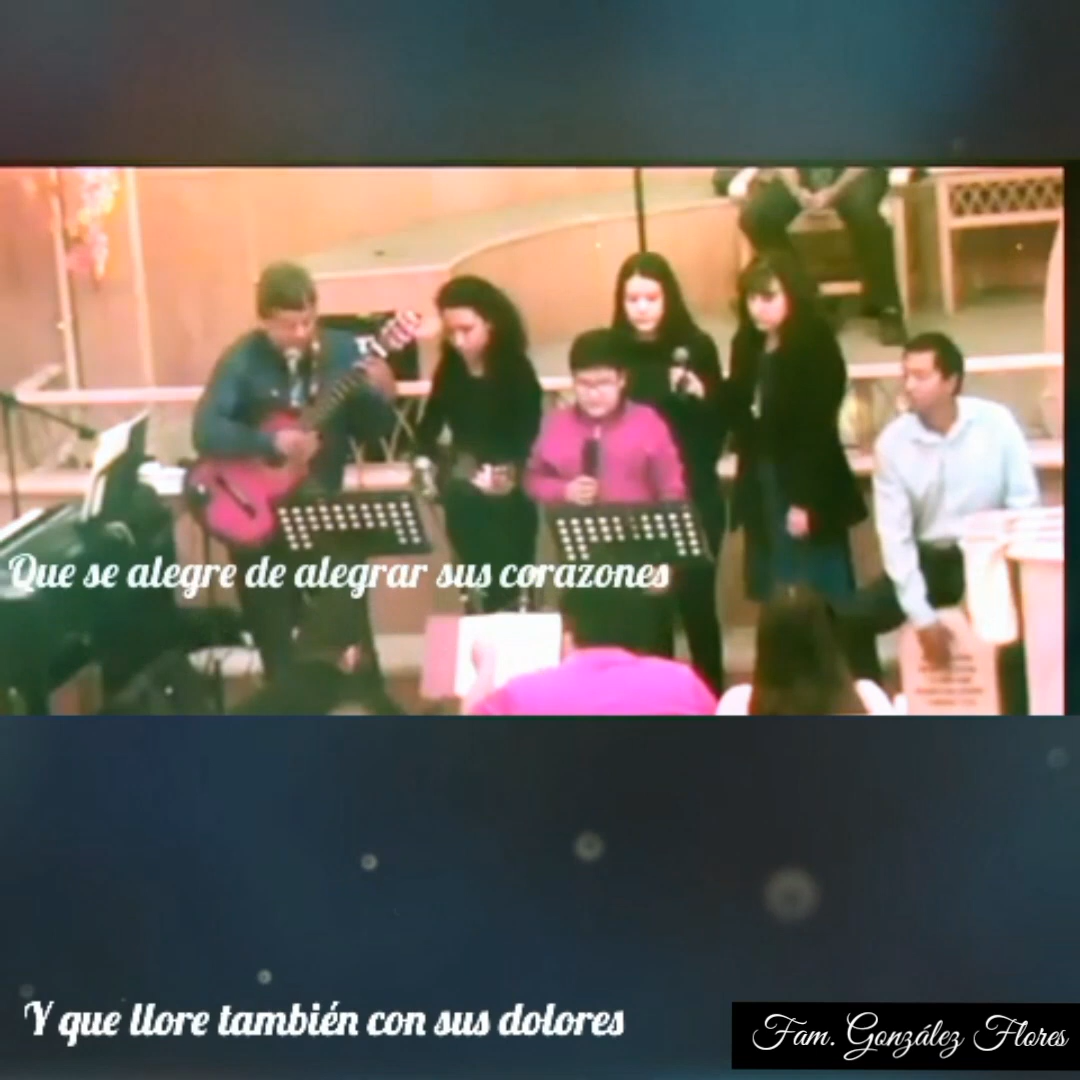 Que se alegre de alegrar sus corazones
Y que llore también con sus dolores
Fam. González Flores